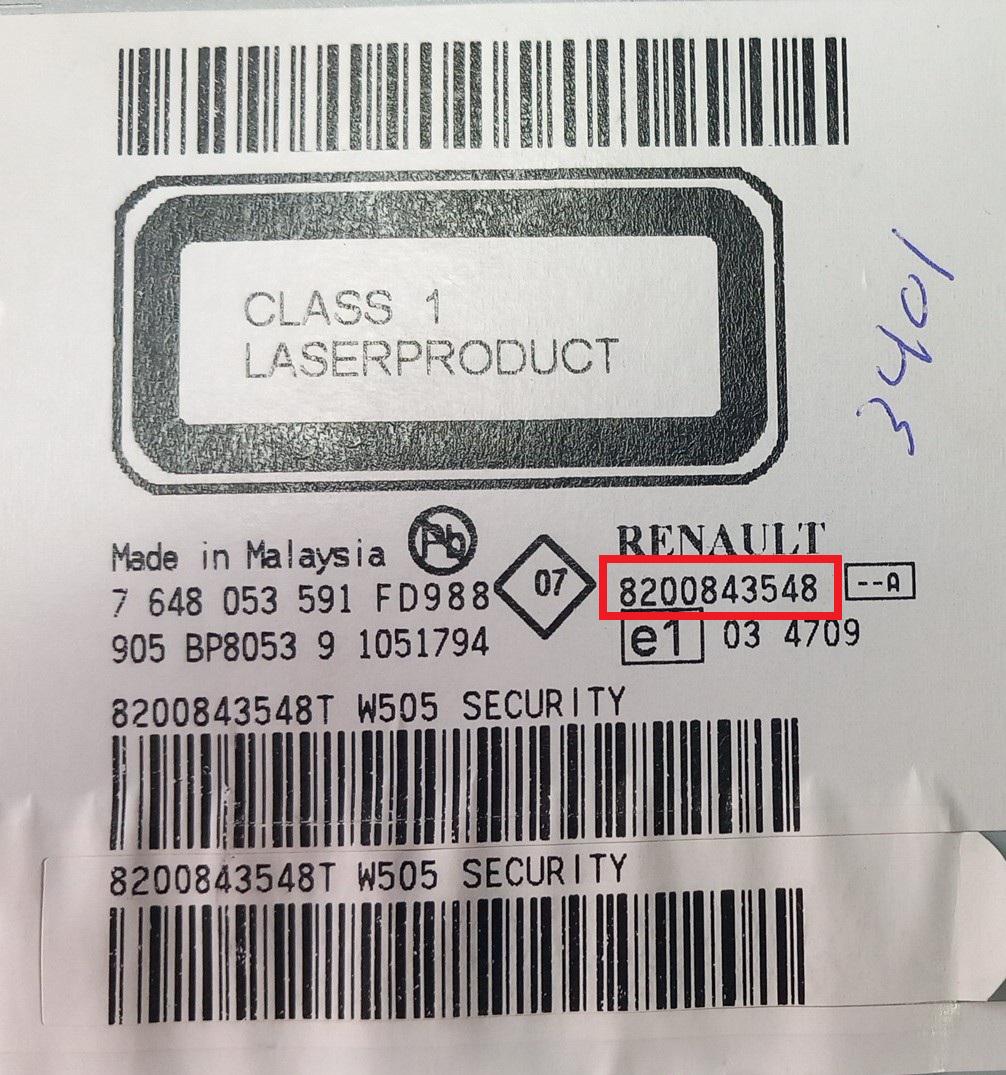 CLASS 1
LASERPRODUCT
3401
Made in Malaysia Pb
7 648 053 591 FD988
905 BP8053 9 1051794
07
RENAULT
8200843548 --A
e1 03 4709
8200843548T W505 SECURITY
8200843548T W505 SECURITY